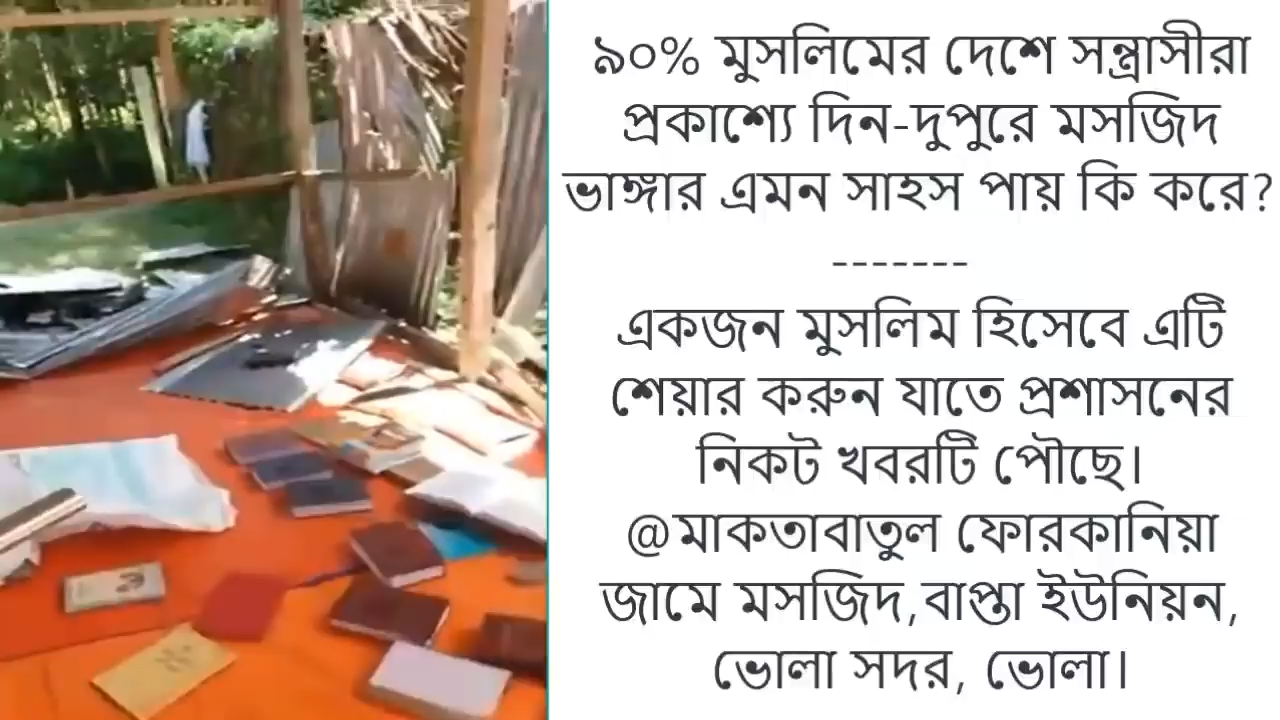 ৯০% মুসলিমের দেশে সন্ত্রাসীরা
প্রকাশ্যে দিন-দুপুরে মসজিদ
ভাঙ্গার এমন সাহস পায় কি করে?
-------
একজন মুসলিম হিসেবে এটি
শেয়ার করুন যাতে প্রশাসনের
নিকট খবরটি পৌছে।
@মাকতাবাতুল ফোরকানিয়া
জামে মসজিদ,বাপ্তা ইউনিয়ন,
ভোলা সদর, ভোলা।